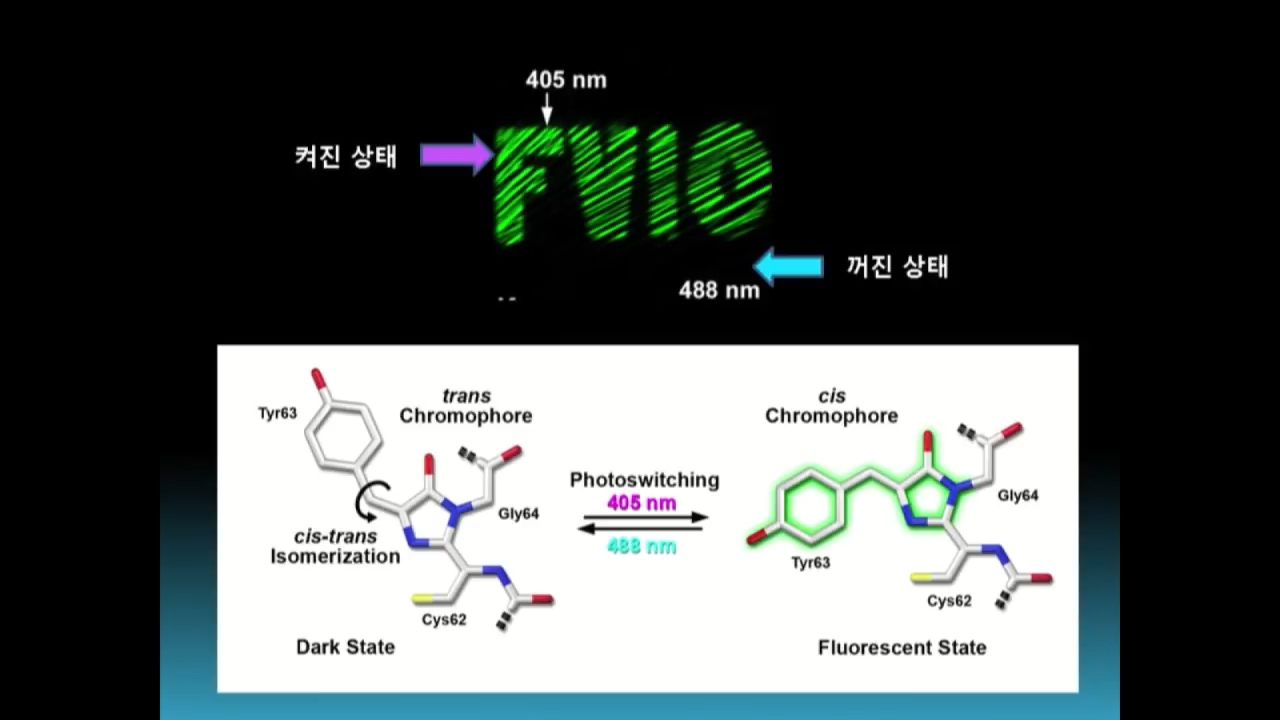 405 nm
켜진 상태
FV10
꺼진 상태
488 nm
trans
Chromophore
Tyr63
Gly64
cis-trans
Isomerization
Cys62
Dark State
Photoswitching
405 nm
488 nm
cis
Chromophore
Gly64
Tyr63
Cys62
Fluorescent State